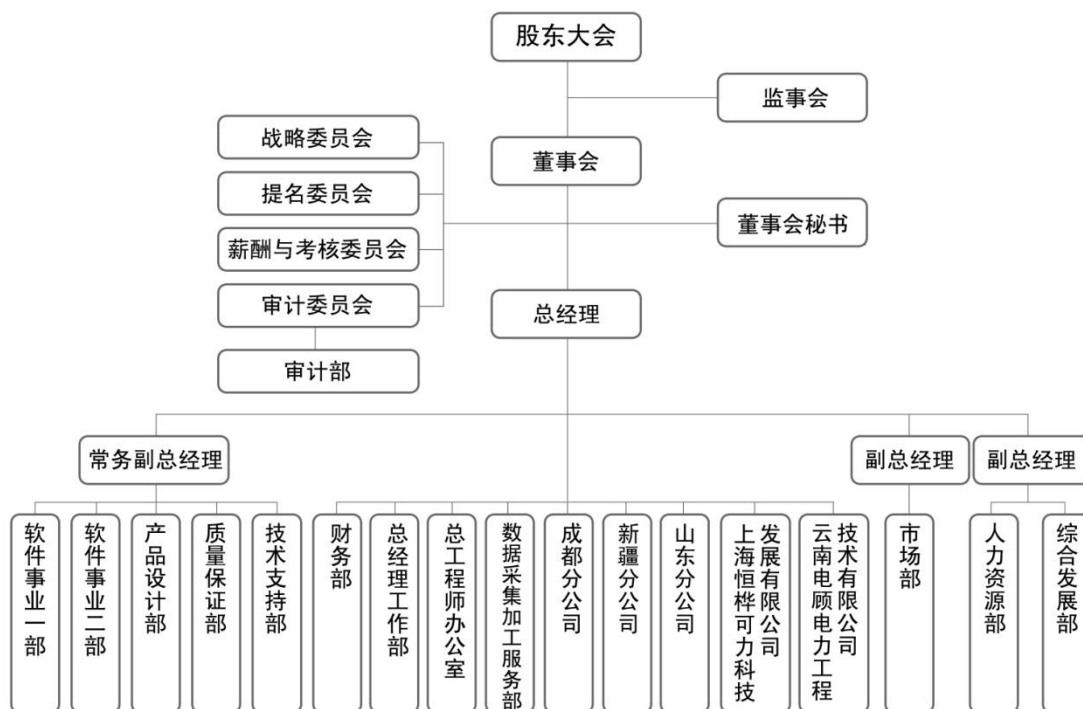 股东大会
监事会
战略委员会
董事会
提名委员会
董事会秘书
薪酬与考核委员会
审计委员会
总经理
审计部
常务副总经理
副总经理
副总经理
软件事业一部
软件事业二部
产品设计部
质量保证部
技术支持部
财务部
总经理工作部
总工程师办公室
数据采集加工服务部
成都分公司
新疆分公司
山东分公司
上海恒桦可力科技
发展有限公司
云南电顾电力工程
技术有限公司
市场部
人力资源部
综合发展部